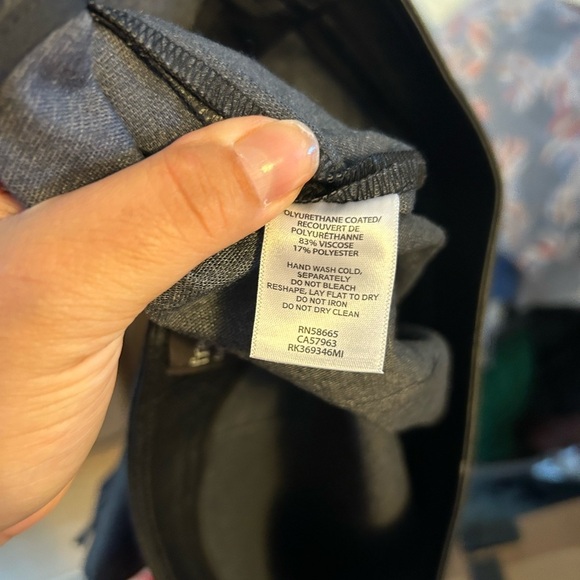 OLYURETHANE COATED/
RECOUVERT DE
POLYURÉTHANNE
83% VISCOSE
17% POLYESTER
HAND WASH COLD,
SEPARATELY
DO NOT BLEACH
RESHAPE, LAY FLAT TO DRY
DO NOT IRON
DO NOT DRY CLEAN
RN58665
CA57963
RK369346MI